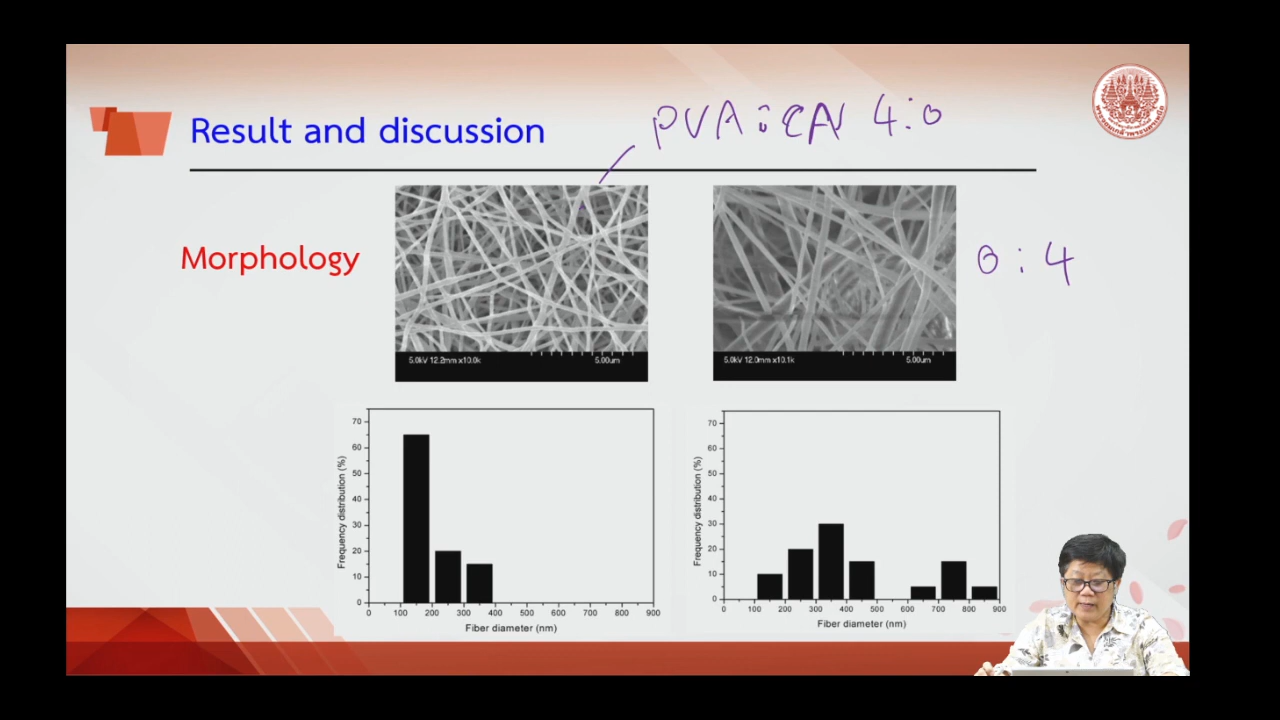 Result and discussion
PVA : CA 4:0
Morphology
5.0kV 12.2mm x10.0k 5.00um
5.0kV 12.0mm x10.1k 5.00um
0 : 4
Frequency distribution (%)
70
60
50
40
30
20
10
0
0 100 200 300 400 500 600 700 800 900
Fiber diameter (nm)
Frequency distribution (%)
70
60
50
40
30
20
10
0
0 100 200 300 400 500 600 700 800 900
Fiber diameter (nm)